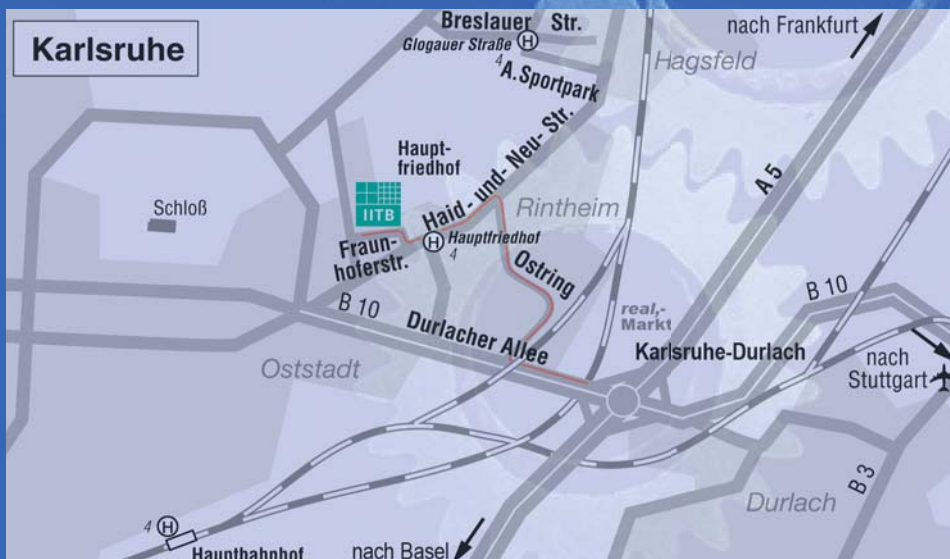 Karlsruhe
Breslauer Str.
Glogauer Straße H
4
A. Sportpark
nach Frankfurt
Hagsfeld
Haupt-
friedhof
Haid-und-Neu-Str.
A 5
IITB
Schloß
Rintheim
H Hauptfriedhof
4
Fraun-
hoferstr.
Ostring
B 10
B 10
real,-
Markt
Durlacher Allee
Karlsruhe-Durlach
nach
Stuttgart
Oststadt
B 3
Durlach
4 H
Hauptbahnhof
nach Basel